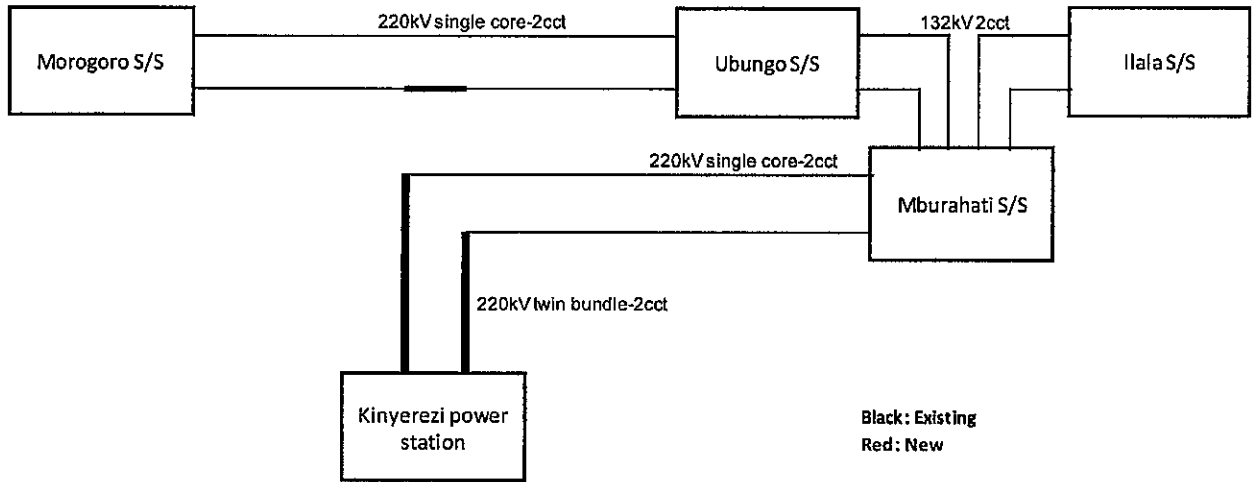 220kV single core-2cct
132kV 2cct
Morogoro S/S
Ubungo S/S
Ilala S/S
220kV single core-2cct
Mburahati S/S
220kV twin bundle-2cct
Kinyerezi power
station
Black: Existing
Red: New